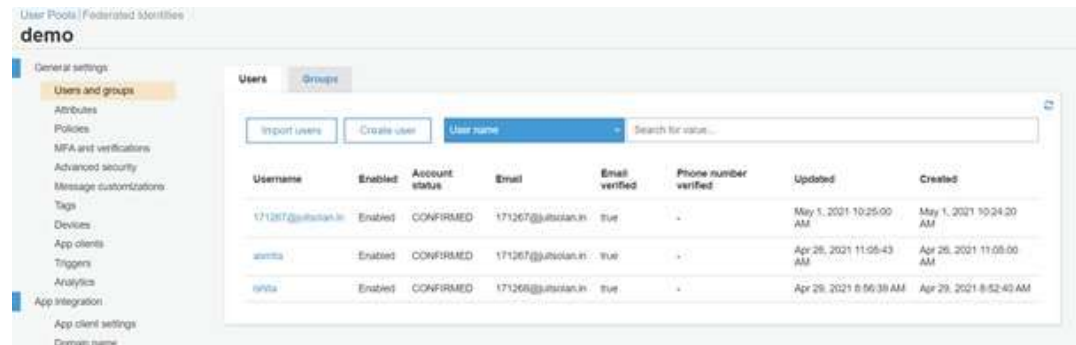 User Pools | Federated Identities
demo
General settings
Users and groups
Attributes
Policies
MFA and verifications
Advanced security
Message customizations
Tags
Devices
App clients
Triggers
Analytics
App integration
App client settings
Domain name
Users Groups
Import users Create user User name Search for value...
Username Enabled Account status Email Email verified Phone number verified Updated Created
171267@juitsolan.in Enabled CONFIRMED 171267@juitsolan.in true - May 1, 2021 10:25:00 AM May 1, 2021 10:24:20 AM
Enabled CONFIRMED 171267@juitsolan.in true - Apr 26, 2021 11:05:43 AM Apr 26, 2021 11:05:00 AM
ishita Enabled CONFIRMED 171268@juitsolan.in true - Apr 29, 2021 8:56:39 AM Apr 29, 2021 8:52:40 AM